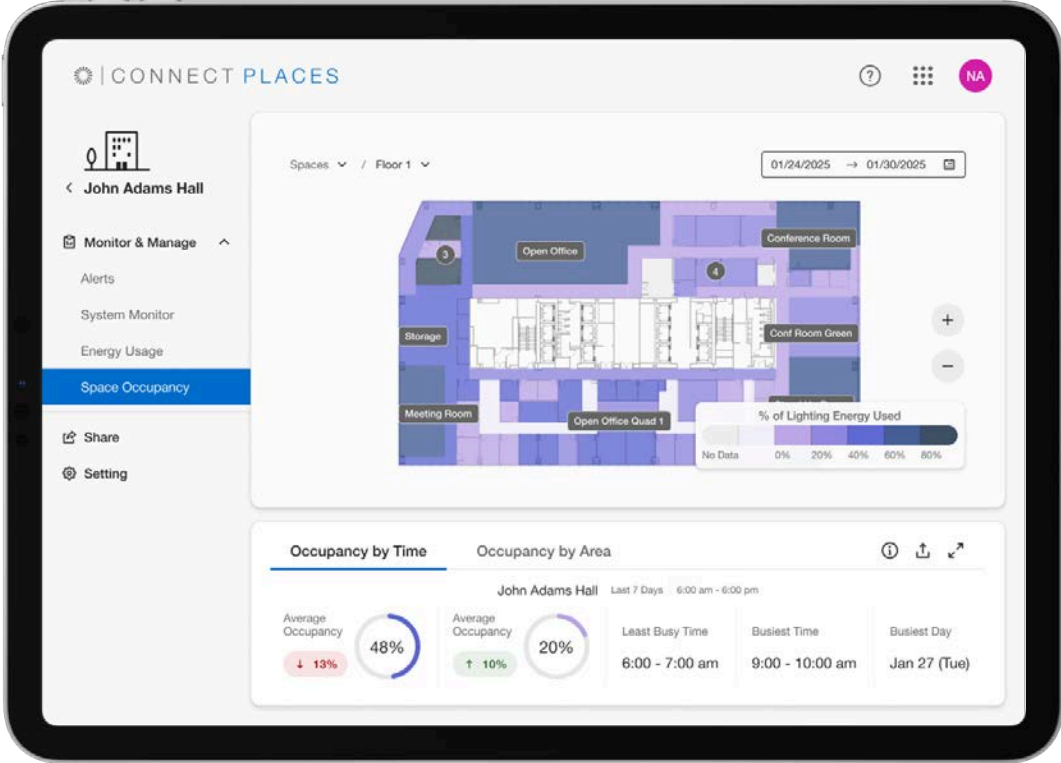 CONNECT PLACES
?
NA
John Adams Hall
Monitor & Manage
Alerts
System Monitor
Energy Usage
Space Occupancy
Share
Setting
Spaces / Floor 1
01/24/2025 → 01/30/2025
3
Open Office
Conference Room
4
Storage
Conf Room Green
Meeting Room
Open Office Quad 1
+
−
% of Lighting Energy Used
No Data 0% 20% 40% 60% 80%
Occupancy by Time
Occupancy by Area
John Adams Hall Last 7 Days 6:00 am - 6:00 pm
Average
Occupancy
↓ 13%
48%
Average
Occupancy
↑ 10%
20%
Least Busy Time
6:00 - 7:00 am
Busiest Time
9:00 - 10:00 am
Busiest Day
Jan 27 (Tue)